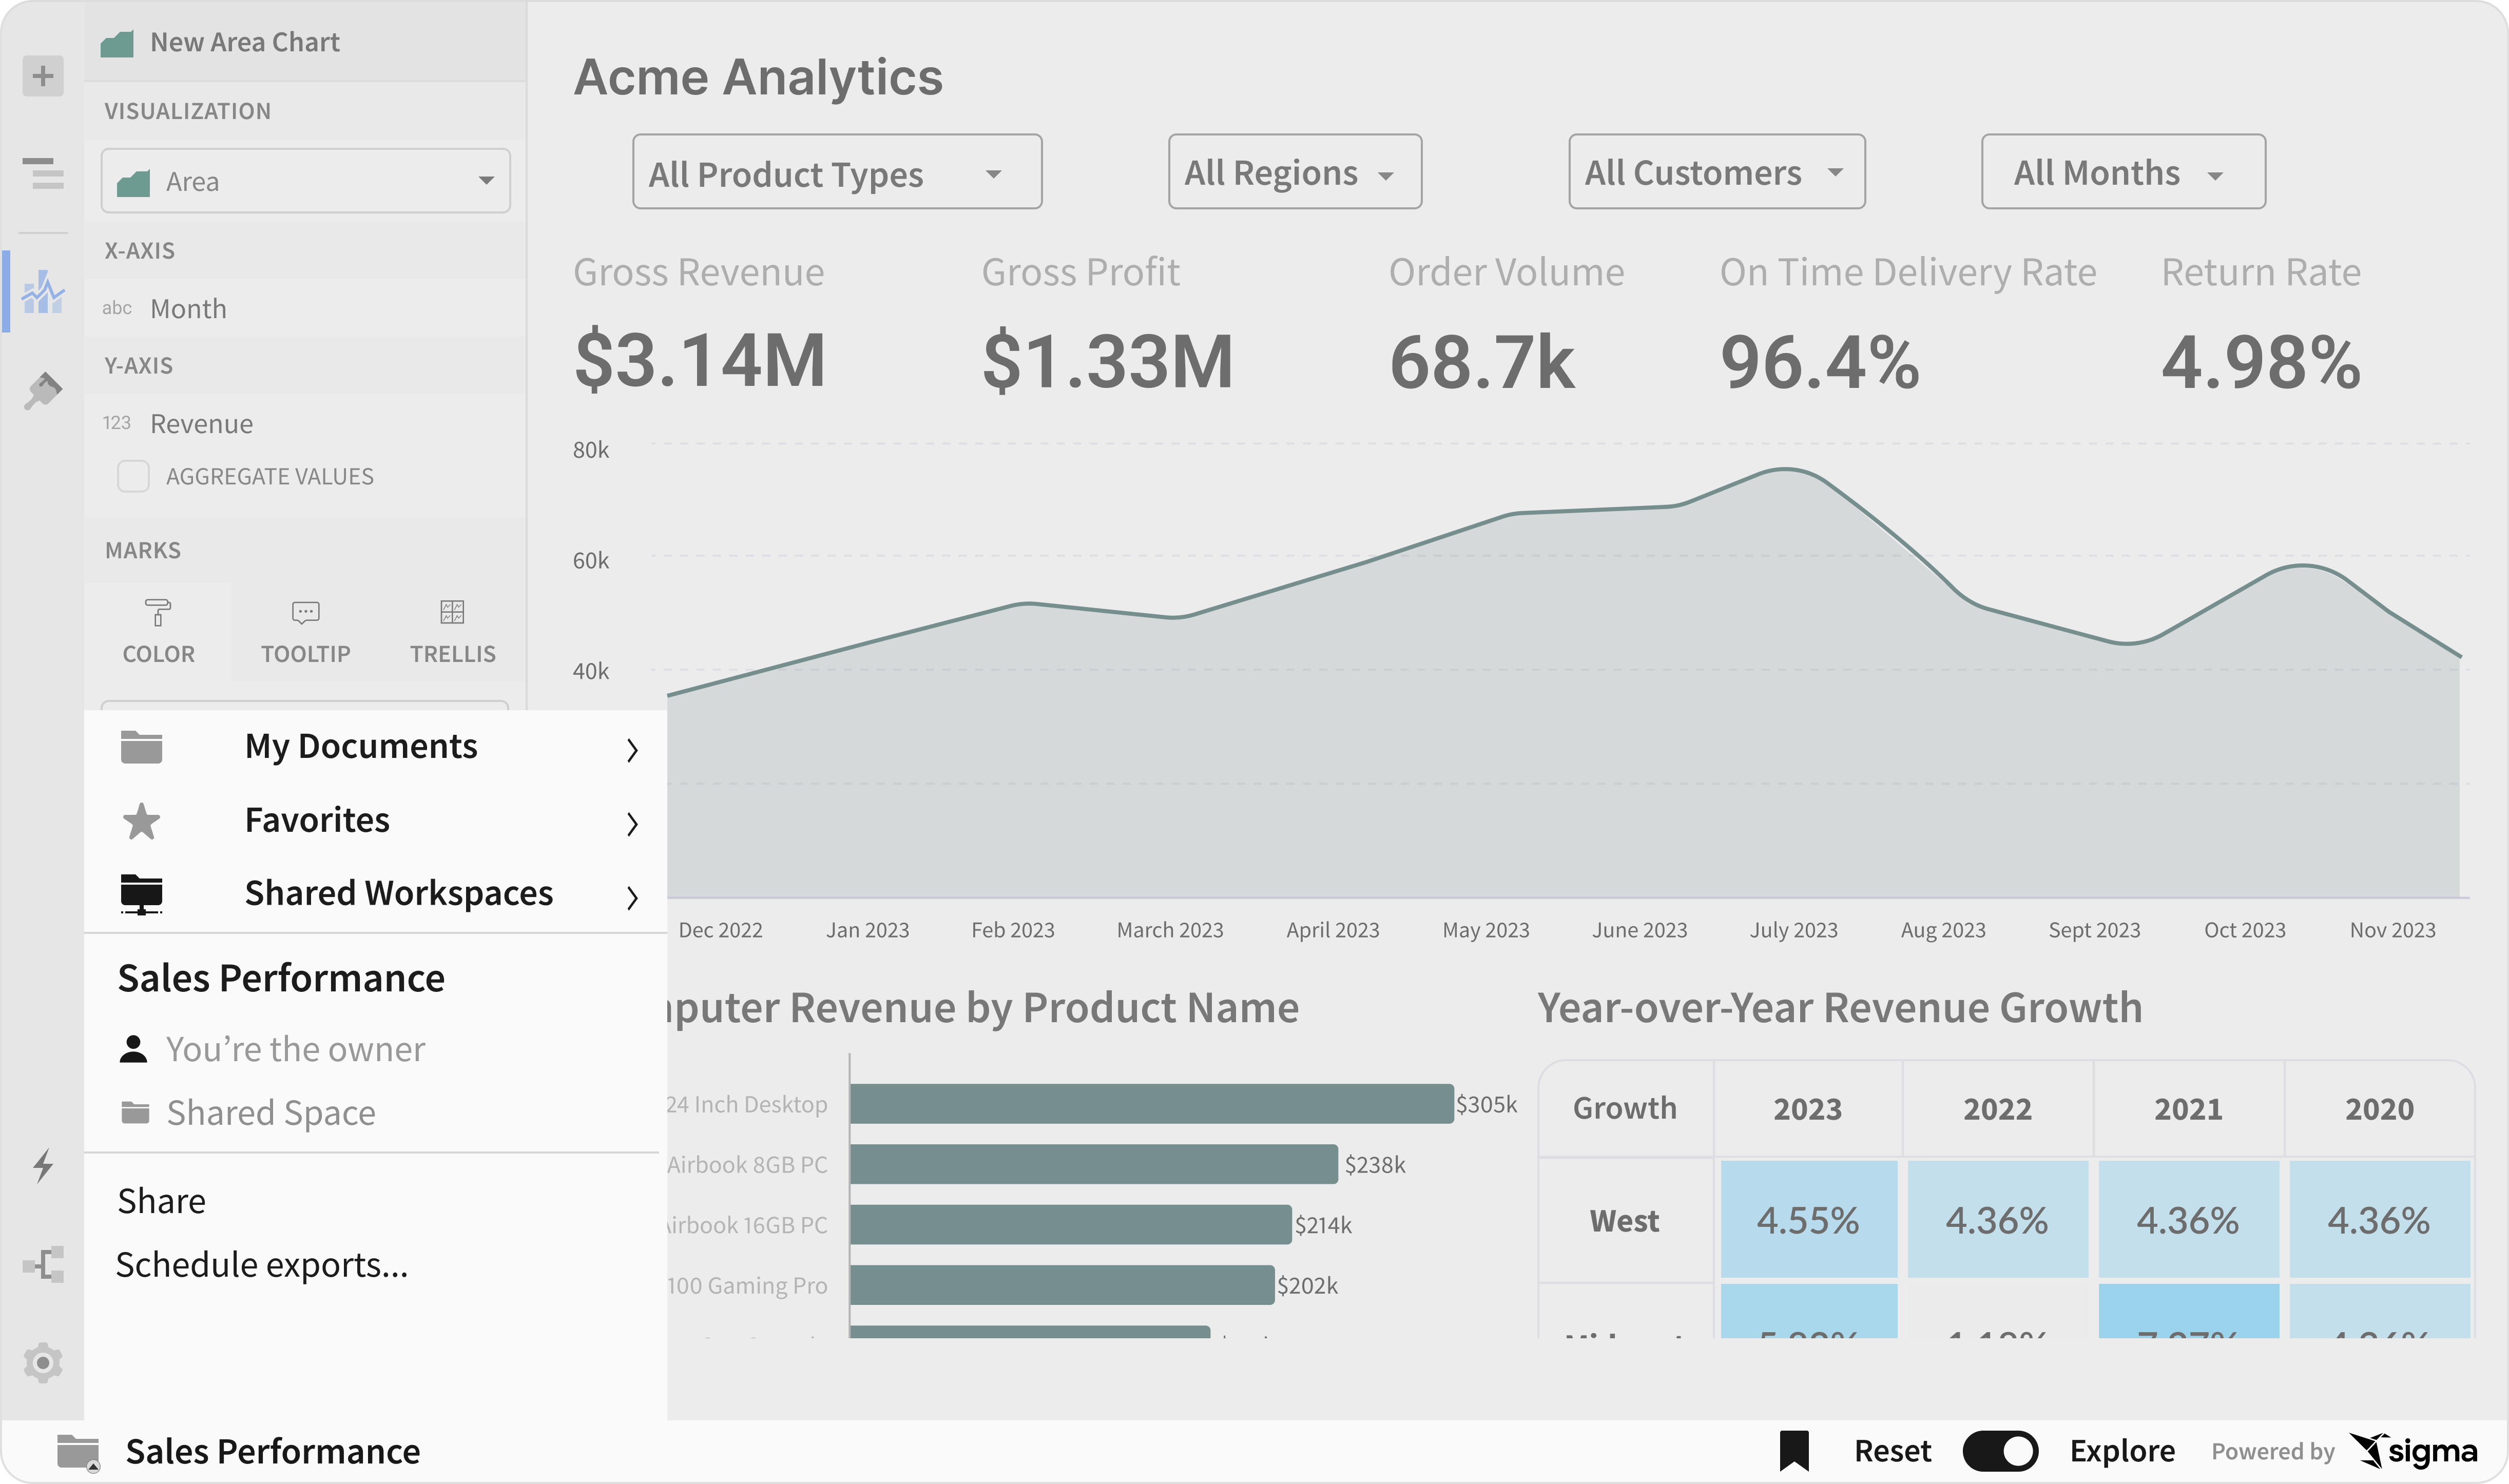 New Area Chart
VISUALIZATION
Area
X-AXIS
abc Month
Y-AXIS
123 Revenue
AGGREGATE VALUES
MARKS
COLOR TOOLTIP TRELLIS
My Documents
Favorites
Shared Workspaces
Sales Performance
You're the owner
Shared Space
Share
Schedule exports...
Acme Analytics
All Product Types All Regions All Customers All Months
Gross Revenue Gross Profit Order Volume On Time Delivery Rate Return Rate
$3.14M $1.33M 68.7k 96.4% 4.98%
80k
60k
40k
Dec 2022 Jan 2023 Feb 2023 March 2023 April 2023 May 2023 June 2023 July 2023 Aug 2023 Sept 2023 Oct 2023 Nov 2023
puter Revenue by Product Name
24 Inch Desktop $305k
Airbook 8GB PC $238k
irbook 16GB PC $214k
100 Gaming Pro $202k
Year-over-Year Revenue Growth
Growth 2023 2022 2021 2020
West 4.55% 4.36% 4.36% 4.36%
Sales Performance
Reset Explore Powered by sigma